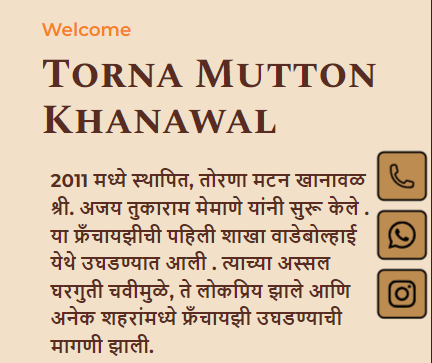 Welcome
TORNA MUTTON
KHANAWAL
2011 मध्ये स्थापित, तोरणा मटन खानावळ
श्री. अजय तुकाराम मेमाणे यांनी सुरू केले .
या फ्रँचायझीची पहिली शाखा वाडेबोल्हाई
येथे उघडण्यात आली . त्याच्या अस्सल
घरगुती चवीमुळे, ते लोकप्रिय झाले आणि
अनेक शहरांमध्ये फ्रँचायझी उघडण्याची
मागणी झाली.